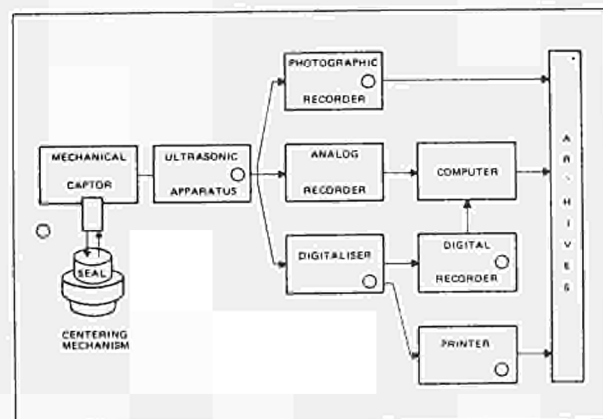 PHOTOGRAPHIC
RECORDER
MECHANICAL
CAPTOR
ULTRASONIC
APPARATUS
ANALOG
RECORDER
COMPUTER
DIGITALISER
DIGITAL
RECORDER
SEAL
CENTERING
MECHANISM
PRINTER